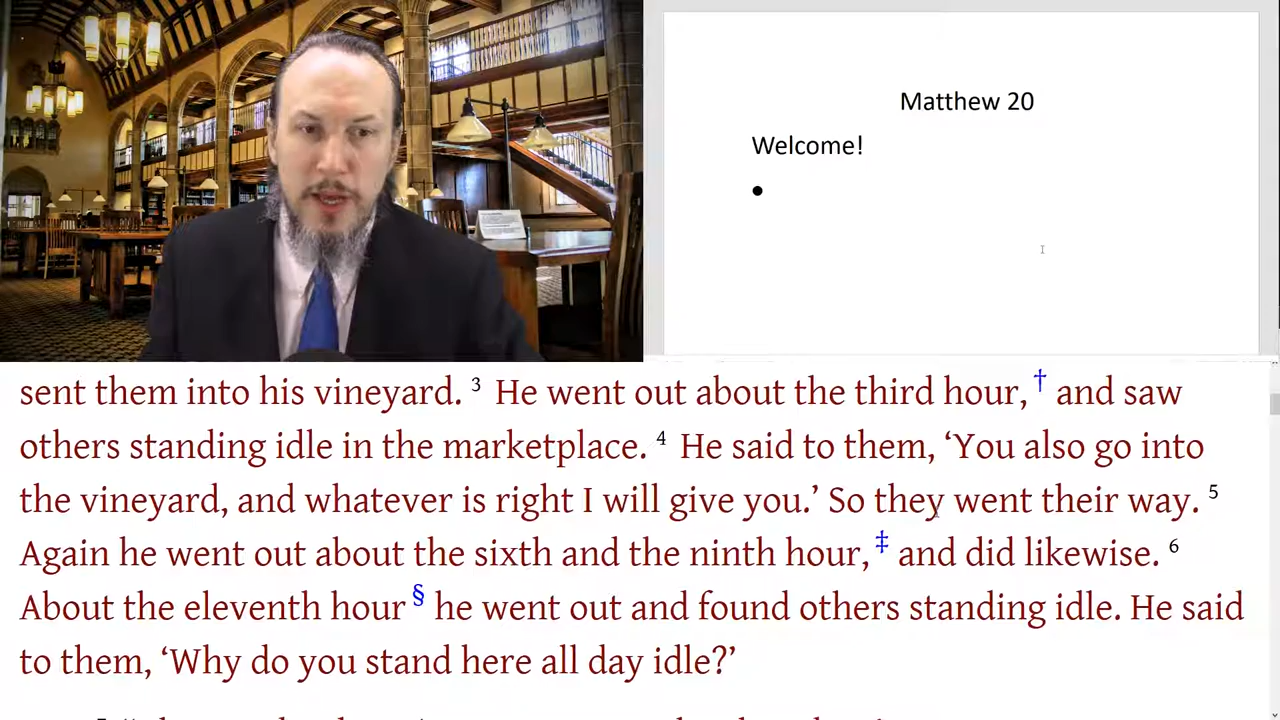 Matthew 20
Welcome!
•
sent them into his vineyard. 3 He went out about the third hour,† and saw
others standing idle in the marketplace. 4 He said to them, ‘You also go into
the vineyard, and whatever is right I will give you.’ So they went their way. 5
Again he went out about the sixth and the ninth hour,‡ and did likewise. 6
About the eleventh hour§ he went out and found others standing idle. He said
to them, ‘Why do you stand here all day idle?’